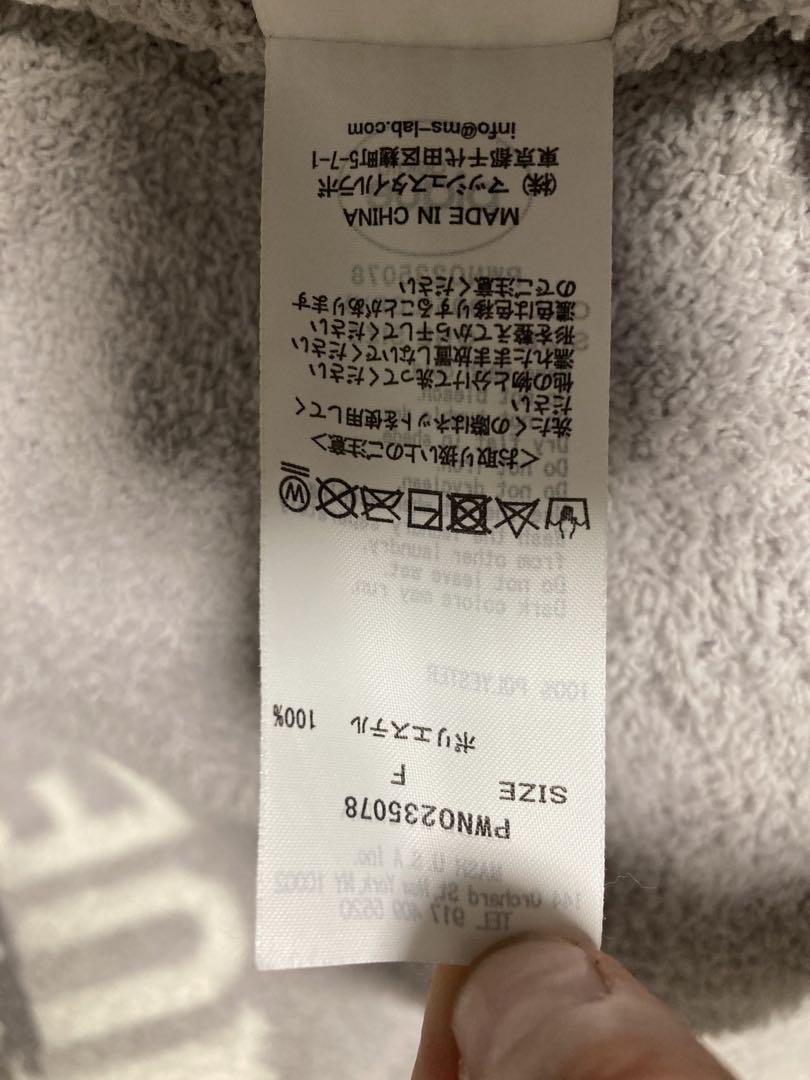 PWNO235078
SIZE
F
ポリエステル 100%
<お取り扱い上のご注意>
洗たくの際はネットを使用してく
ださい
他の物と分けて洗ってください
濡れたまま放置しないでください
形を整えてから干してください
濃色は色移りすることがあります
のでご注意ください
MADE IN CHINA
(株) マッシュスタイルラボ
東京都千代田区麹町5-7-1
info@ms-lab.com
PWNO235078
Do not dryclean.
from other laundry.
Do not leave wet.
Dark colors may run.
100% POLYESTER
MASH U.S.A Inc.
144 Orchard St, New York, NY 10002
TEL 917 409 5520